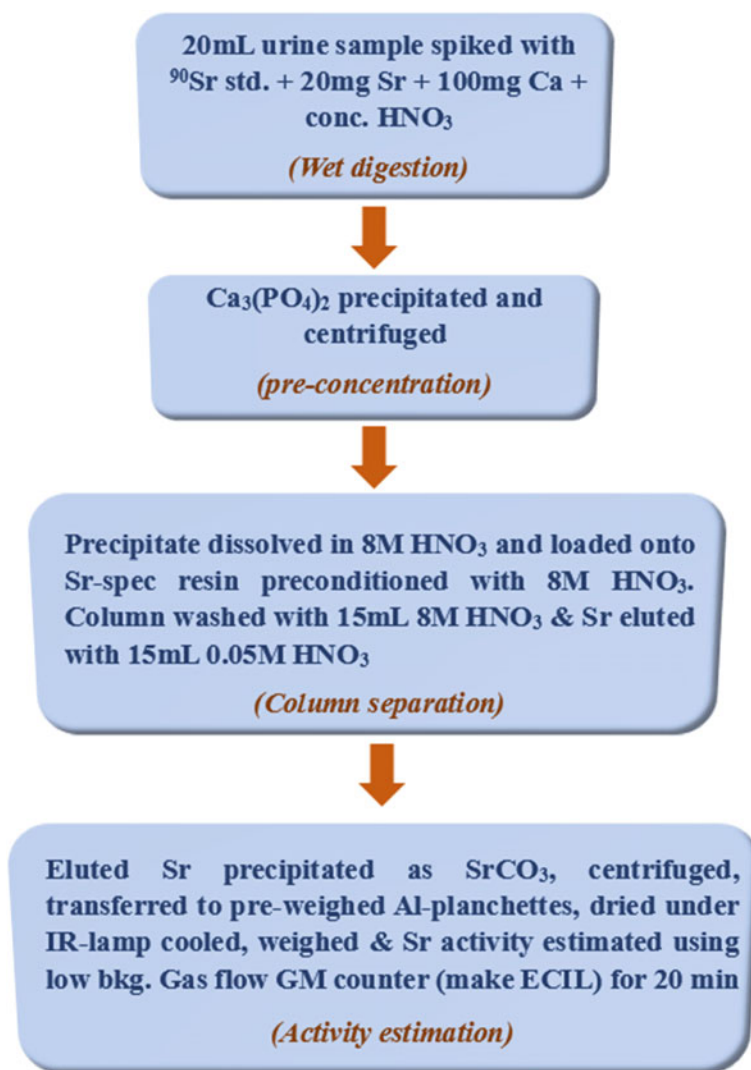 20mL urine sample spiked with
⁹⁰Sr std. + 20mg Sr + 100mg Ca +
conc. HNO₃
(Wet digestion)
Ca₃(PO₄)₂ precipitated and
centrifuged
(pre-concentration)
Precipitate dissolved in 8M HNO₃ and loaded onto
Sr-spec resin preconditioned with 8M HNO₃.
Column washed with 15mL 8M HNO₃ & Sr eluted
with 15mL 0.05M HNO₃
(Column separation)
Eluted Sr precipitated as SrCO₃, centrifuged,
transferred to pre-weighed Al-planchettes, dried under
IR-lamp cooled, weighed & Sr activity estimated using
low bkg. Gas flow GM counter (make ECIL) for 20 min
(Activity estimation)